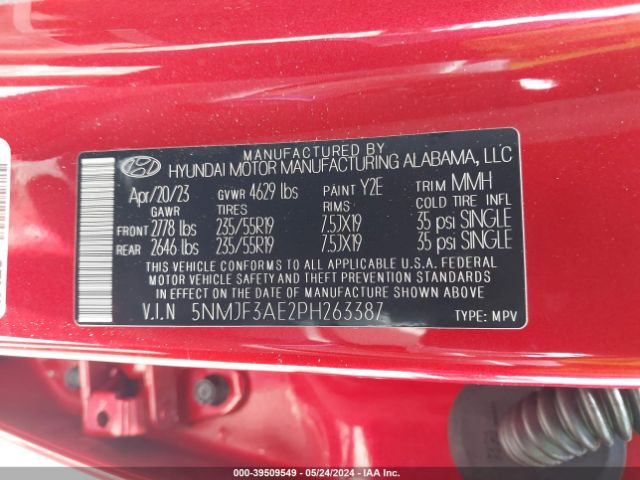 MANUFACTURED BY
HYUNDAI MOTOR MANUFACTURING ALABAMA, LLC
Apr/20/23 GVWR 4629 lbs PAINT Y2E TRIM MMH
GAWR TIRES RIMS COLD TIRE INFL
FRONT 2778 lbs 235/55R19 7.5JX19 35 psi SINGLE
REAR 2646 lbs 235/55R19 7.5JX19 35 psi SINGLE
THIS VEHICLE CONFORMS TO ALL APPLICABLE U.S.A. FEDERAL
MOTOR VEHICLE SAFETY AND THEFT PREVENTION STANDARDS
IN EFFECT ON THE DATE OF MANUFACTURE SHOWN ABOVE
V.I.N 5NMJF3AE2PH263387 TYPE: MPV
000-39509549 - 05/24/2024 - IAA Inc.